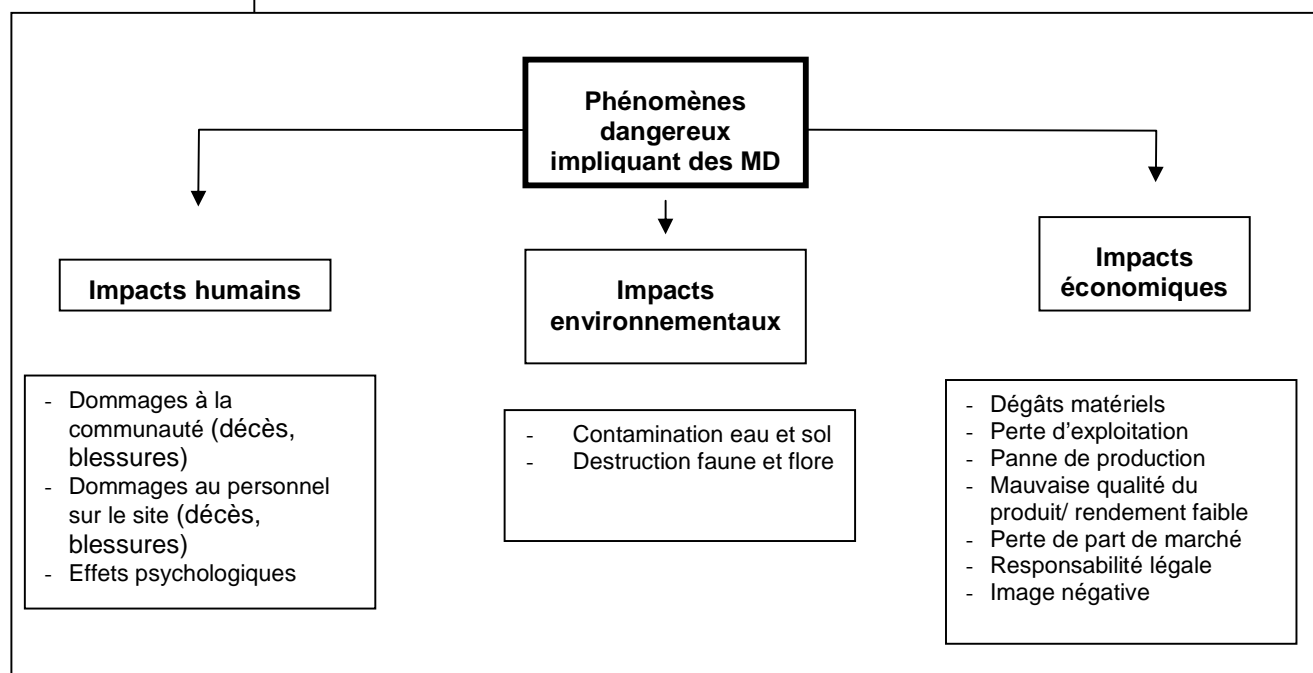 Phénomènes
dangereux
impliquant des MD
Impacts humains
Impacts
environnementaux
Impacts
économiques
- Dommages à la
communauté (décès,
blessures)
- Dommages au personnel
sur le site (décès,
blessures)
- Effets psychologiques
- Contamination eau et sol
- Destruction faune et flore
- Dégâts matériels
- Perte d'exploitation
- Panne de production
- Mauvaise qualité du
produit/ rendement faible
- Perte de part de marché
- Responsabilité légale
- Image négative